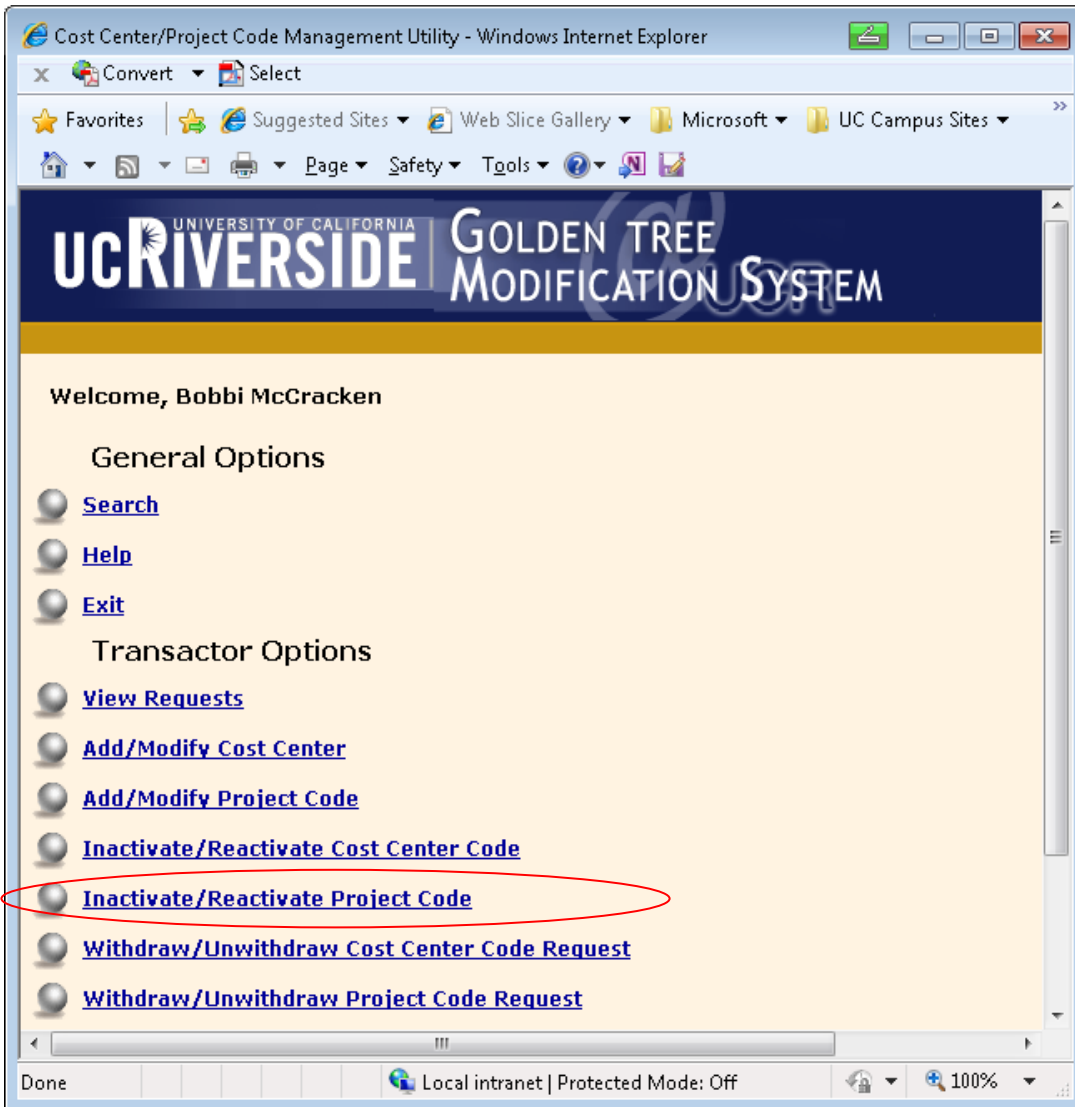 Cost Center/Project Code Management Utility - Windows Internet Explorer
x Convert Select
Favorites Suggested Sites Web Slice Gallery Microsoft UC Campus Sites »
Page Safety Tools
UNIVERSITY OF CALIFORNIA
UCRIVERSIDE
GOLDEN TREE
MODIFICATION SYSTEM
@UCR
Welcome, Bobbi McCracken
General Options
Search
Help
Exit
Transactor Options
View Requests
Add/Modify Cost Center
Add/Modify Project Code
Inactivate/Reactivate Cost Center Code
Inactivate/Reactivate Project Code
Withdraw/Unwithdraw Cost Center Code Request
Withdraw/Unwithdraw Project Code Request
Done Local intranet | Protected Mode: Off 100%